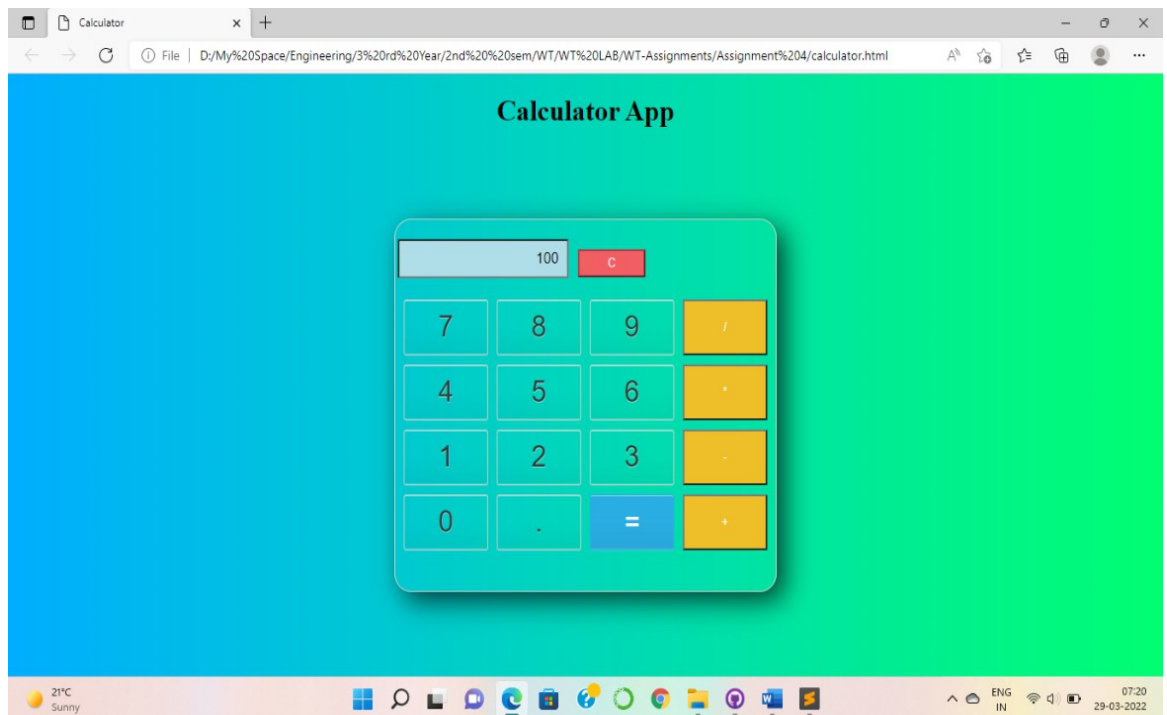 Calculator
File | D:/My%20Space/Engineering/3%20rd%20Year/2nd%20%20sem/WT/WT%20LAB/WT-Assignments/Assignment%204/calculator.html
Calculator App
100 C
7 8 9 /
4 5 6 *
1 2 3 -
0 . = +
21°C
Sunny
ENG
IN
07:20
29-03-2022